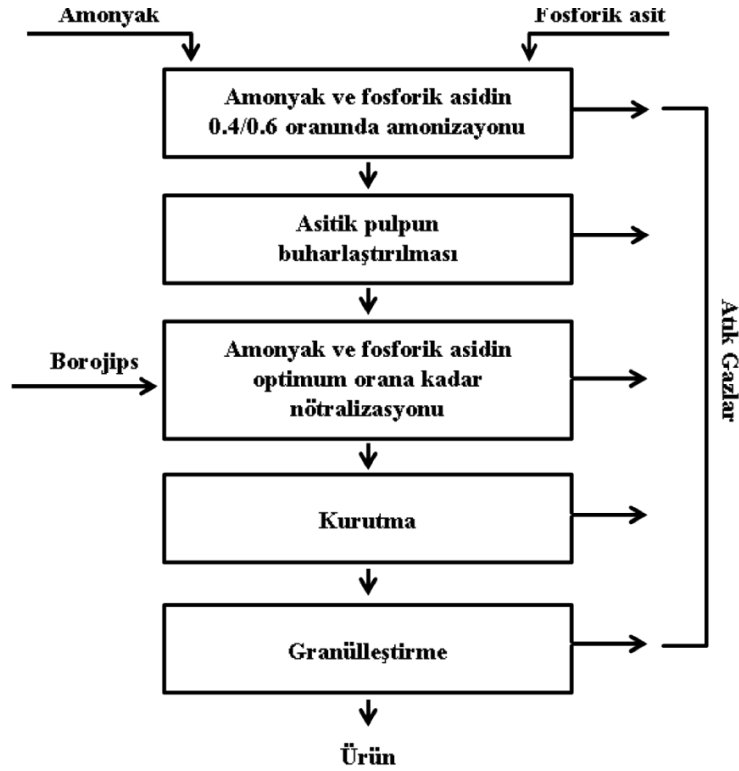 Amonyak
Fosforik asit
Amonyak ve fosforik asidin
0.4/0.6 oranında amonizayonu
Asitik pulpun
buharlaştırılması
Borojips
Amonyak ve fosforik asidin
optimum orana kadar
nötralizasyonu
Kurutma
Granülleştirme
Ürün
Atık Gazlar